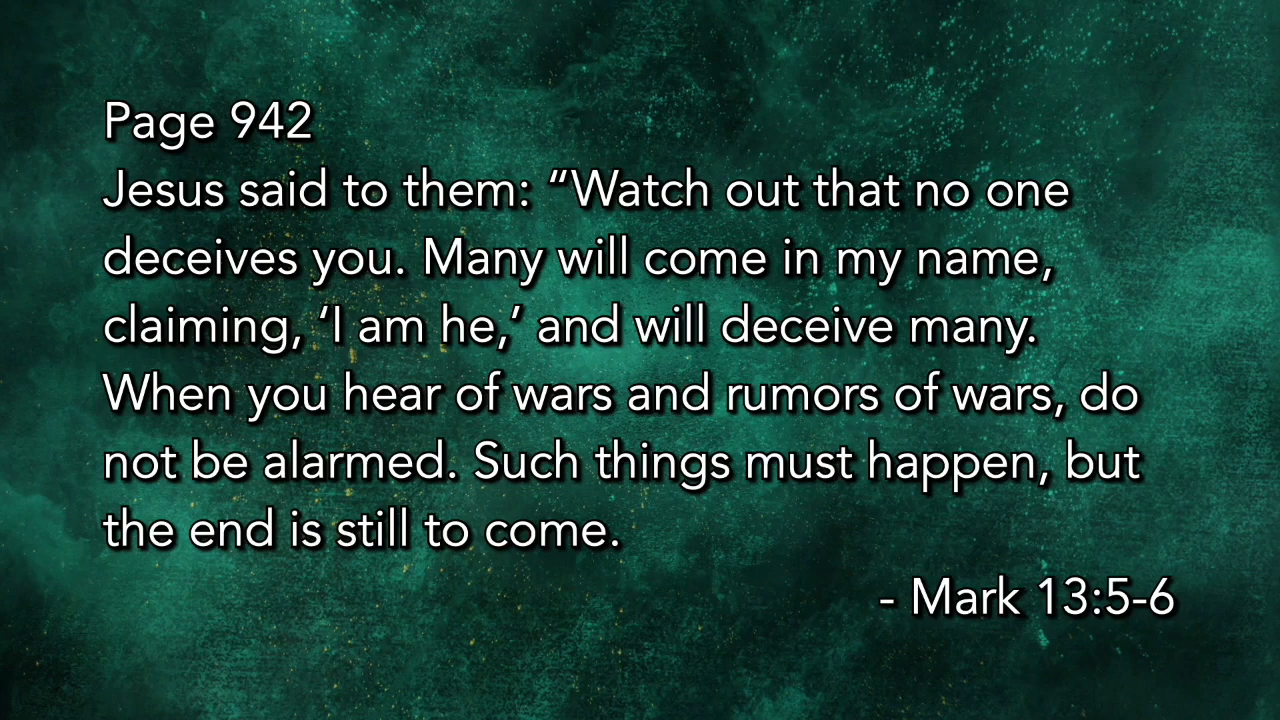 Page 942
Jesus said to them: “Watch out that no one
deceives you. Many will come in my name,
claiming, ‘I am he,’ and will deceive many.
When you hear of wars and rumors of wars, do
not be alarmed. Such things must happen, but
the end is still to come.
- Mark 13:5-6